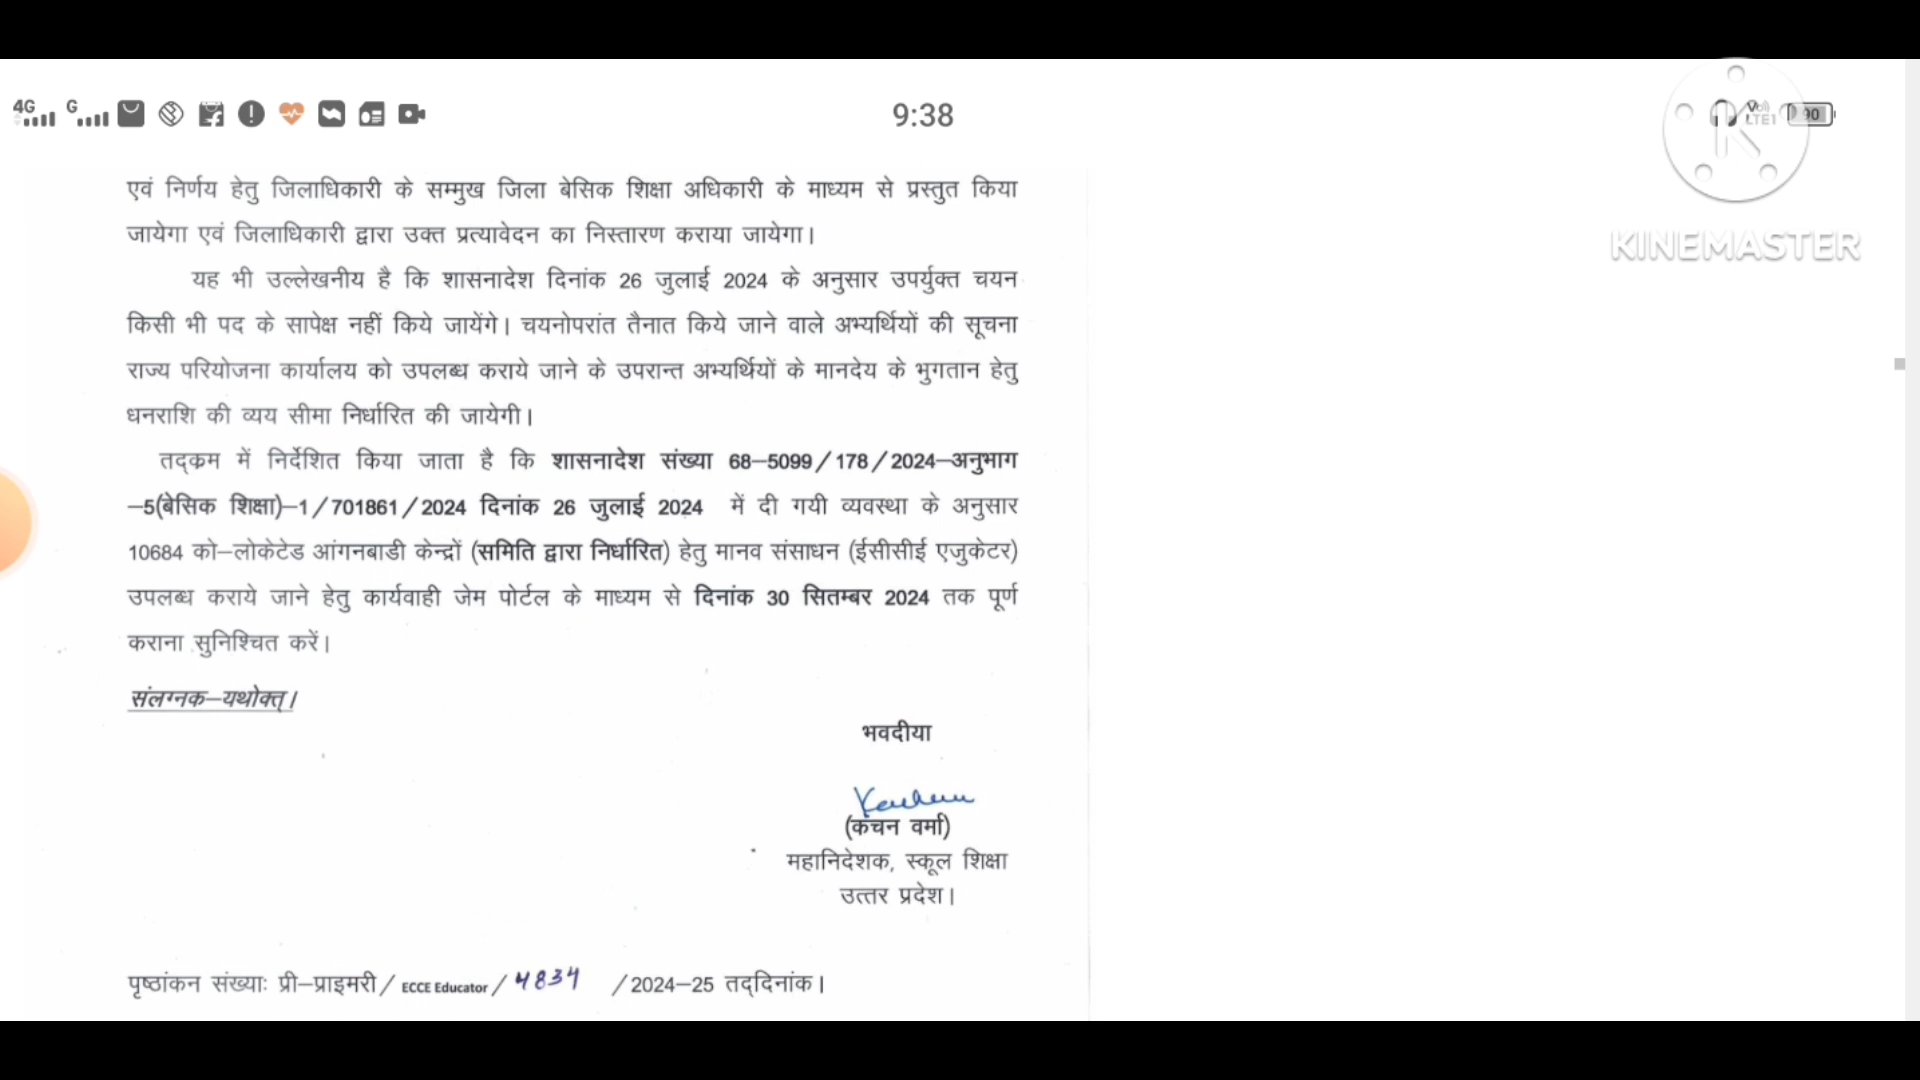 4G G 9:38 Vo) LTE1 90
KINEMASTER
एवं निर्णय हेतु जिलाधिकारी के सम्मुख जिला बेसिक शिक्षा अधिकारी के माध्यम से प्रस्तुत किया
जायेगा एवं जिलाधिकारी द्वारा उक्त प्रत्यावेदन का निस्तारण कराया जायेगा।
यह भी उल्लेखनीय है कि शासनादेश दिनांक 26 जुलाई 2024 के अनुसार उपर्युक्त चयन
किसी भी पद के सापेक्ष नहीं किये जायेंगे। चयनोपरांत तैनात किये जाने वाले अभ्यर्थियों की सूचना
राज्य परियोजना कार्यालय को उपलब्ध कराये जाने के उपरान्त अभ्यर्थियों के मानदेय के भुगतान हेतु
धनराशि की व्यय सीमा निर्धारित की जायेगी।
तद्क्रम में निर्देशित किया जाता है कि शासनादेश संख्या 68–5099/178/2024–अनुभाग
–5(बेसिक शिक्षा)–1/701861/2024 दिनांक 26 जुलाई 2024 में दी गयी व्यवस्था के अनुसार
10684 को–लोकेटेड आंगनबाडी केन्द्रों (समिति द्वारा निर्धारित) हेतु मानव संसाधन (ईसीसीई एजुकेटर)
उपलब्ध कराये जाने हेतु कार्यवाही जेम पोर्टल के माध्यम से दिनांक 30 सितम्बर 2024 तक पूर्ण
कराना सुनिश्चित करें।
संलग्नक–यथोक्त्।
भवदीया
(कंचन वर्मा)
महानिदेशक, स्कूल शिक्षा
उत्तर प्रदेश।
पृष्ठांकन संख्याः प्री–प्राइमरी/ ECCE Educator/ 4834 /2024–25 तद्दिनांक।